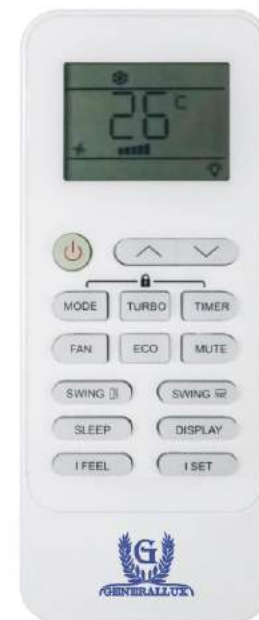 26 °C
MODE TURBO TIMER
FAN ECO MUTE
SWING SWING
SLEEP DISPLAY
I FEEL I SET
G
GENERALLUX